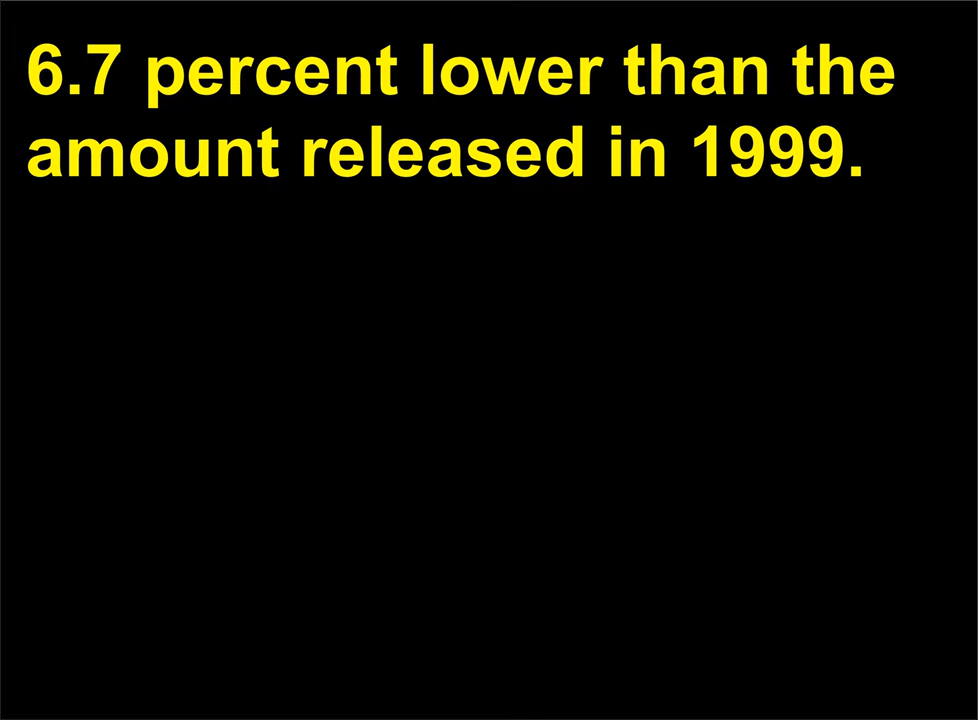 6.7 percent lower than the
amount released in 1999.